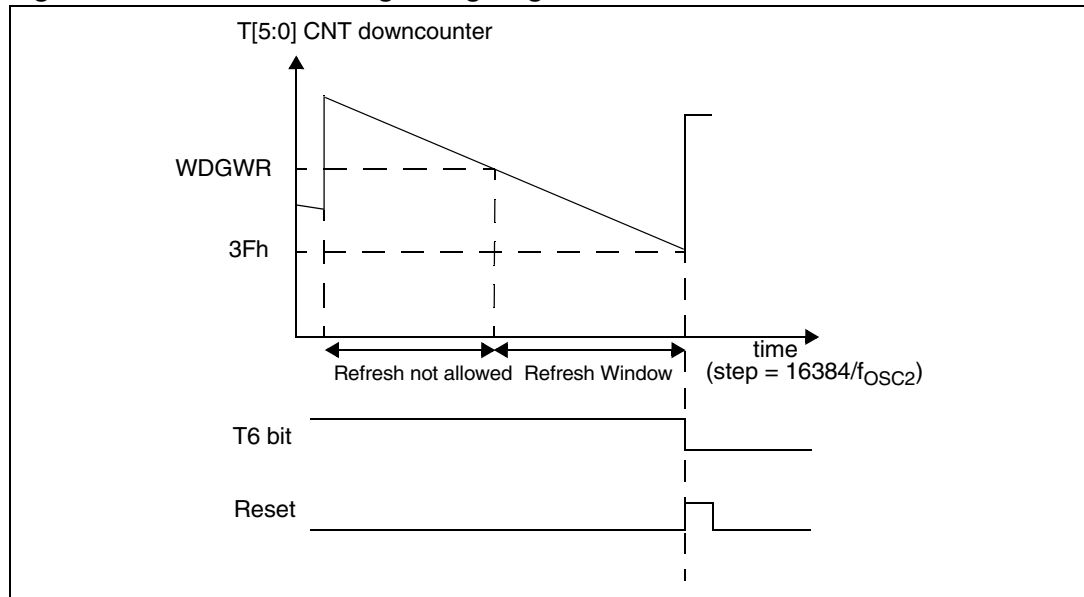 T[5:0] CNT downcounter
WDGWR
3Fh
time
Refresh not allowed Refresh Window (step = 16384/fOSC2)
T6 bit
Reset